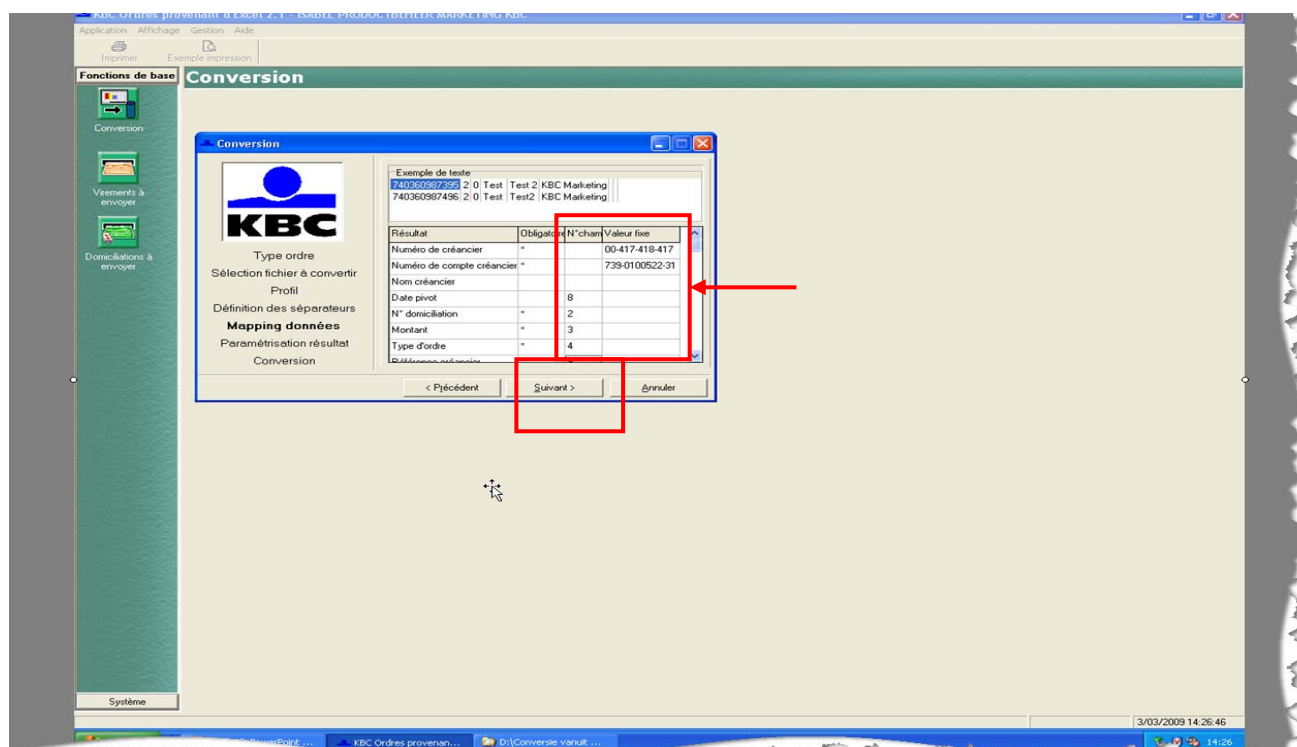 KBC Ordres provenant d'Excel 2.1 - ISABEL PRODUCTBEHEER MARKETING KBC
Application Affichage Gestion Aide
Imprimer Exemple impression
Fonctions de base
Conversion
Conversion
Virements à
envoyer
Domiciliations à
envoyer
Système
Conversion
KBC
Type ordre
Sélection fichier à convertir
Profil
Définition des séparateurs
Mapping données
Paramétrisation résultat
Conversion
Exemple de texte
740360987395 2 0 Test Test 2 KBC Marketing
740360987496 2 0 Test Test2 KBC Marketing
Résultat Obligatoire N°cham Valeur fixe
Numéro de créancier * 00-417-418-417
Numéro de compte créancier * 739-0100522-31
Nom créancier
Date pivot 8
N° domiciliation * 2
Montant * 3
Type d'ordre * 4
Référence créancier
< Précédent Suivant > Annuler
3/03/2009 14:26:46
PowerPoint ... KBC Ordres provenan... D:\Conversie vanuit ... 14:26